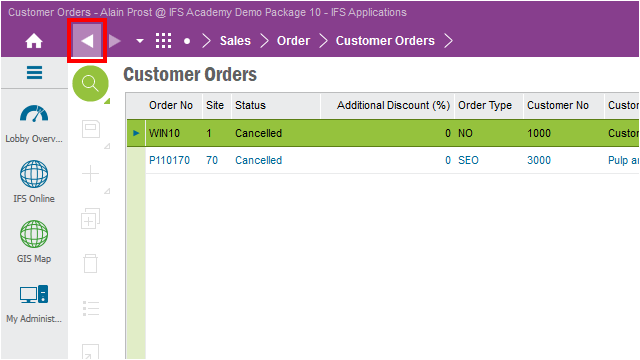 Customer Orders - Alain Prost @ IFS Academy Demo Package 10 - IFS Applications
Sales Order Customer Orders
Customer Orders
Order No Site Status Additional Discount (%) Order Type Customer No Custom
WIN10 1 Cancelled 0 NO 1000 Custo
P110170 70 Cancelled 0 SEO 3000 Pulp a
Lobby Overv...
IFS Online
GIS Map
My Administ...